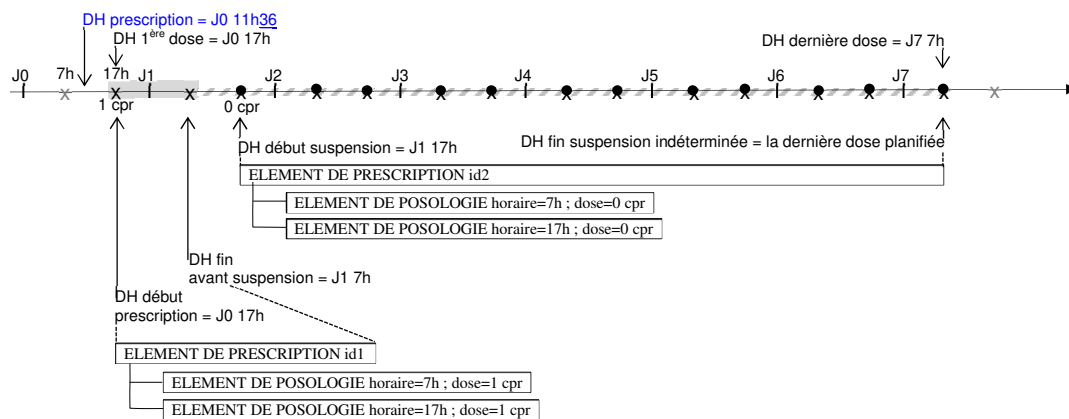 DH prescription = J0 11h36
DH 1ère dose = J0 17h
DH dernière dose = J7 7h
J0 7h 17h J1 J2 J3 J4 J5 J6 J7
x x x x x x x x x x x x x x x x
1 cpr 0 cpr
DH début suspension = J1 17h
DH fin suspension indéterminée = la dernière dose planifiée
ELEMENT DE PRESCRIPTION id2
ELEMENT DE POSOLOGIE horaire=7h ; dose=0 cpr
ELEMENT DE POSOLOGIE horaire=17h ; dose=0 cpr
DH fin
avant suspension = J1 7h
DH début
prescription = J0 17h
ELEMENT DE PRESCRIPTION id1
ELEMENT DE POSOLOGIE horaire=7h ; dose=1 cpr
ELEMENT DE POSOLOGIE horaire=17h ; dose=1 cpr